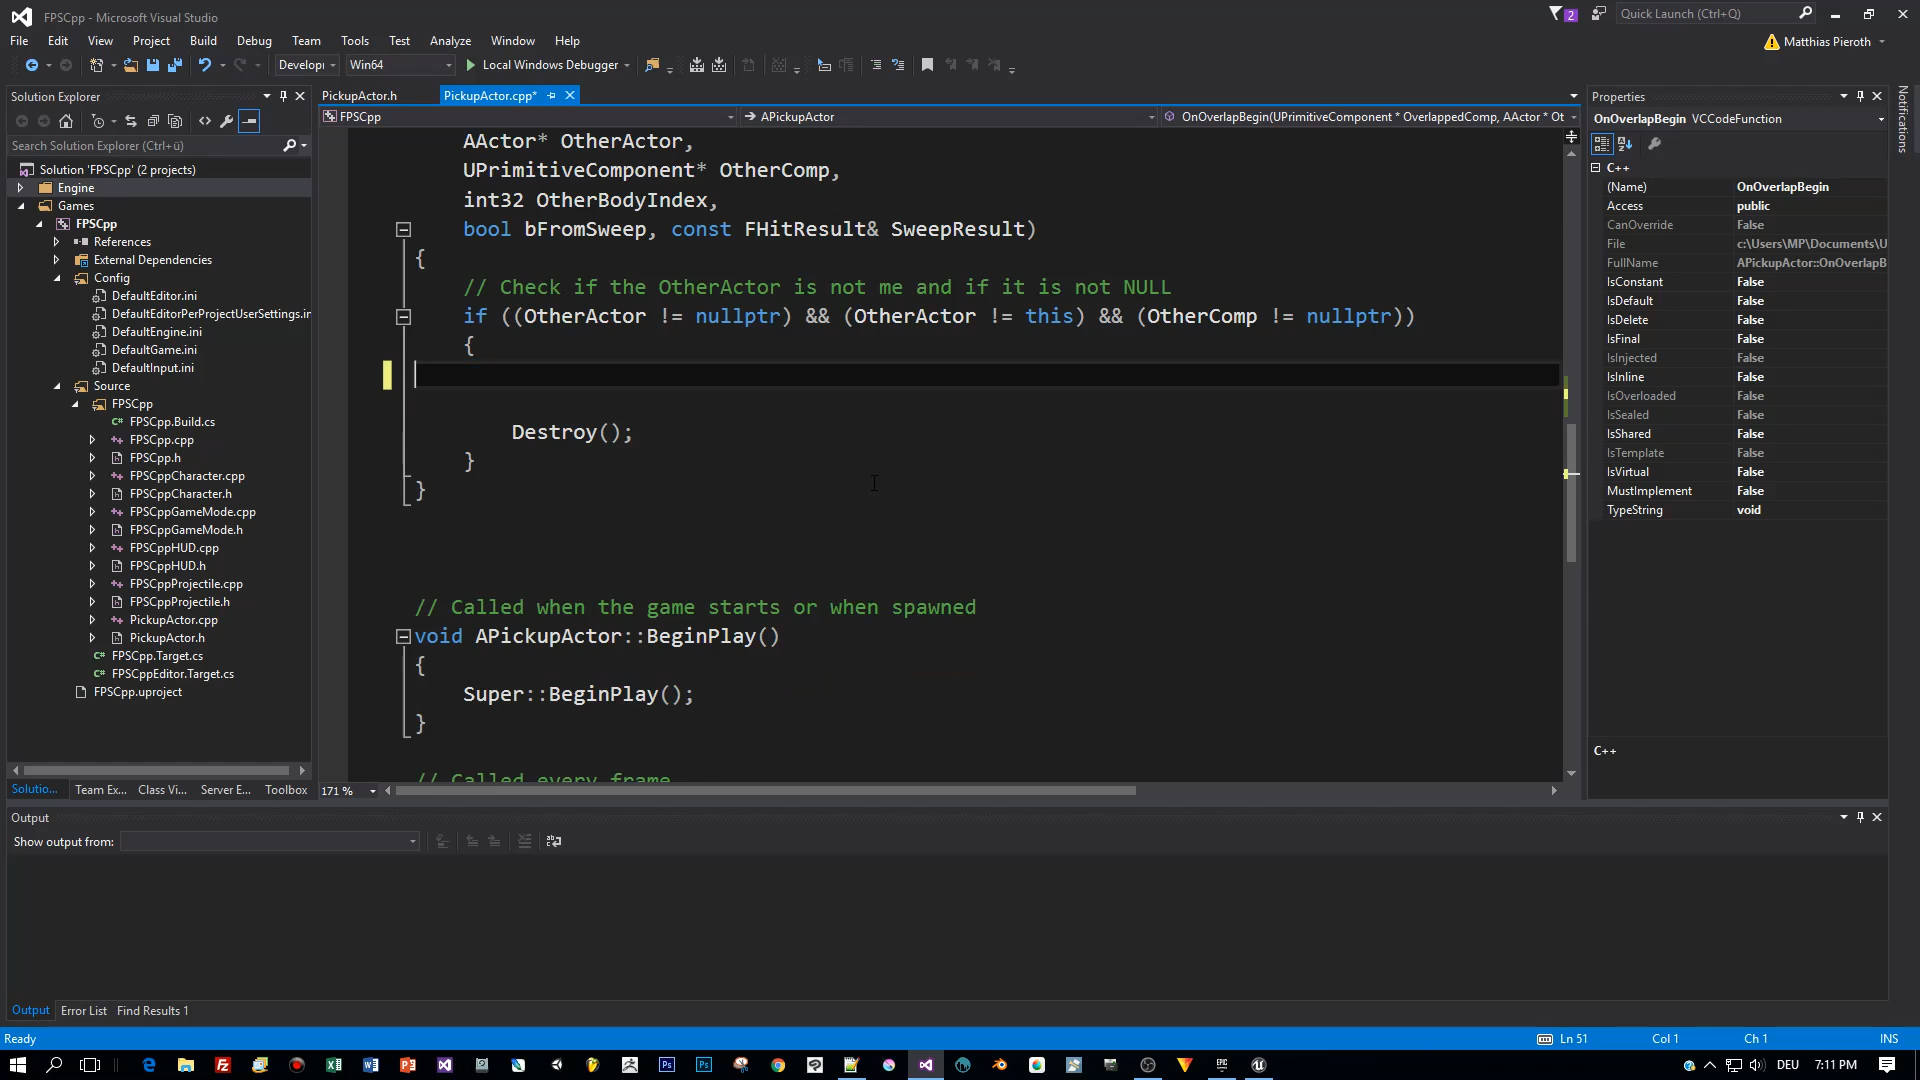 FPSCpp - Microsoft Visual Studio
2
Quick Launch (Ctrl+Q)
File Edit View Project Build Debug Team Tools Test Analyze Window Help
Matthias Pieroth
Develop
Win64
Local Windows Debugger
Solution Explorer
PickupActor.h
PickupActor.cpp*
Properties
Notifications
FPSCpp
APickupActor
OnOverlapBegin(UPrimitiveComponent * OverlappedComp, AActor * Ot
OnOverlapBegin VCCodeFunction
Search Solution Explorer (Ctrl+ü)
Solution 'FPSCpp' (2 projects)
Engine
Games
FPSCpp
References
External Dependencies
Config
DefaultEditor.ini
DefaultEditorPerProjectUserSettings.in
DefaultEngine.ini
DefaultGame.ini
DefaultInput.ini
Source
FPSCpp
FPSCpp.Build.cs
FPSCpp.cpp
FPSCpp.h
FPSCppCharacter.cpp
FPSCppCharacter.h
FPSCppGameMode.cpp
FPSCppGameMode.h
FPSCppHUD.cpp
FPSCppHUD.h
FPSCppProjectile.cpp
FPSCppProjectile.h
PickupActor.cpp
PickupActor.h
FPSCpp.Target.cs
FPSCppEditor.Target.cs
FPSCpp.uproject
Solutio... Team Ex... Class Vi... Server E... Toolbox
AActor* OtherActor,
UPrimitiveComponent* OtherComp,
int32 OtherBodyIndex,
bool bFromSweep, const FHitResult& SweepResult)
{
// Check if the OtherActor is not me and if it is not NULL
if ((OtherActor != nullptr) && (OtherActor != this) && (OtherComp != nullptr))
{
Destroy();
}
}
// Called when the game starts or when spawned
void APickupActor::BeginPlay()
{
Super::BeginPlay();
}
// Called every frame
171 %
C++
(Name) OnOverlapBegin
Access public
CanOverride False
File c:\Users\MP\Documents\U
FullName APickupActor::OnOverlapB
IsConstant False
IsDefault False
IsDelete False
IsFinal False
IsInjected False
IsInline False
IsOverloaded False
IsSealed False
IsShared False
IsTemplate False
IsVirtual False
MustImplement False
TypeString void
C++
Output
Show output from:
Output Error List Find Results 1
Ready
Ln 51 Col 1 Ch 1 INS
DEU 7:11 PM